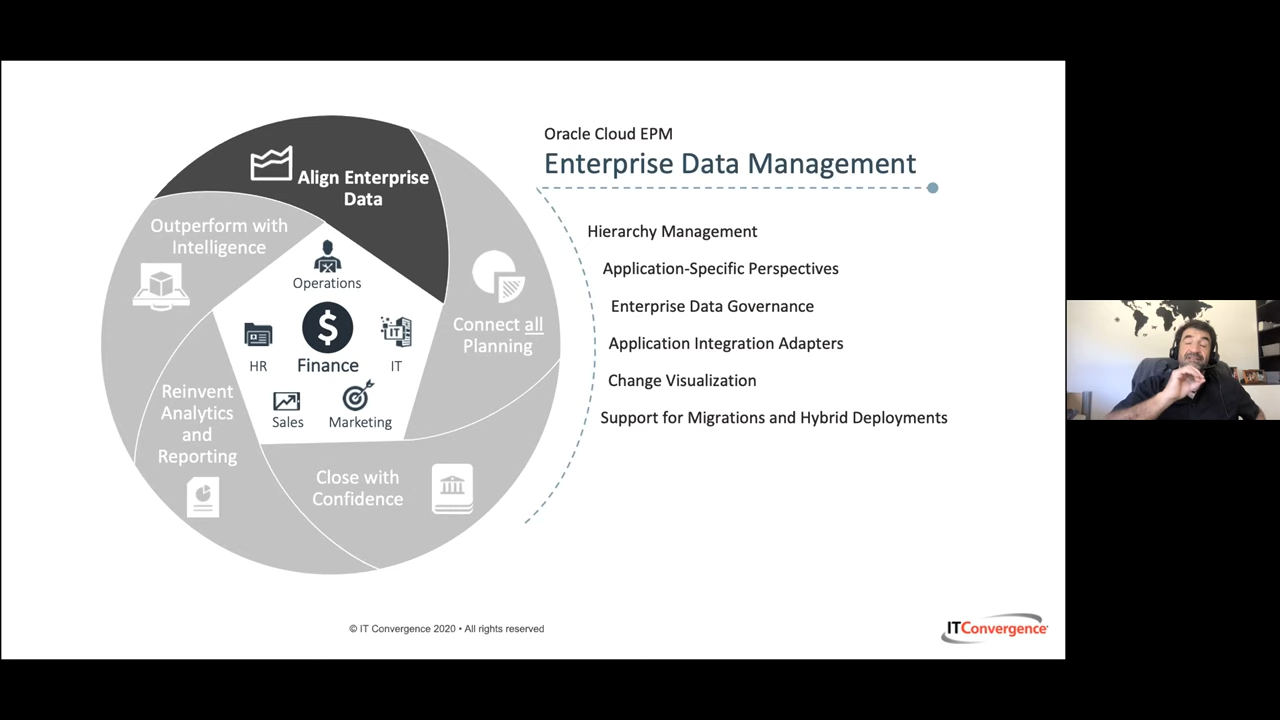 Oracle Cloud EPM
Enterprise Data Management
Align Enterprise
Data
Outperform with
Intelligence
Operations
Connect all
Planning
HR
Finance
IT
IT
Sales
Marketing
Reinvent
Analytics
and
Reporting
Close with
Confidence
Hierarchy Management
Application-Specific Perspectives
Enterprise Data Governance
Application Integration Adapters
Change Visualization
Support for Migrations and Hybrid Deployments
© IT Convergence 2020 • All rights reserved
ITConvergence